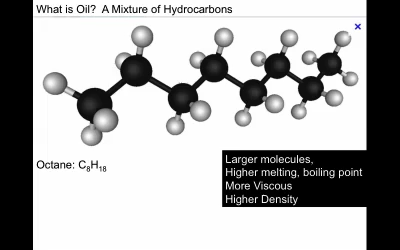 What is Oil?  A Mixture of Hydrocarbons
Octane: C₈H₁₈
Larger molecules,
Higher melting, boiling point
More Viscous
Higher Density